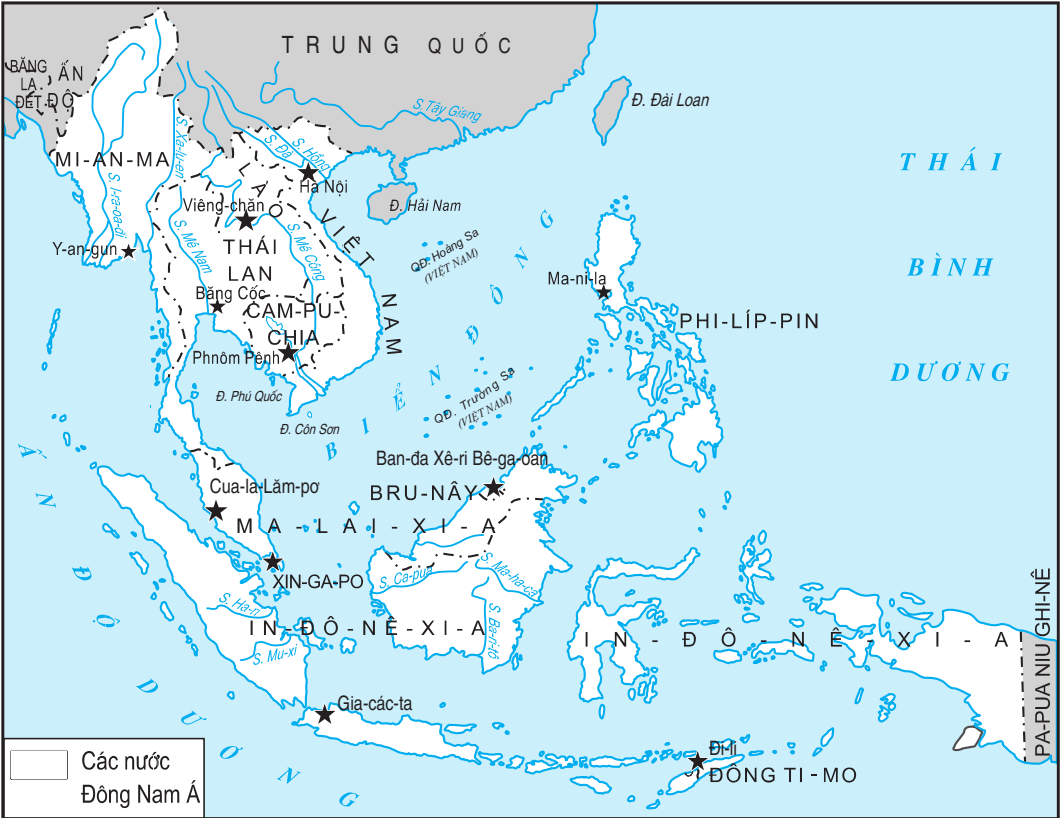 TRUNG QUỐC
BĂNG
LA
ĐÉT
ẤN
ĐỘ
Đ. Đài Loan
S. Tây Giang
S. Hồng
S. Đà
MI-AN-MA
S. Xa-lu-en
S. I-ra-oa-đi
LÀO
Hà Nội
Đ. Hải Nam
THÁI
BÌNH
DƯƠNG
Viêng-chăn
VIỆT NAM
THÁI
LAN
S. Mê Nam
S. Mê Công
Y-an-gun
QĐ. Hoàng Sa
(VIỆT NAM)
Ma-ni-la
Băng Cốc
CAM-PU-
CHIA
PHI-LÍP-PIN
Phnôm Pênh
Đ. Phú Quốc
Đ. Côn Sơn
BIỂN ĐÔNG
QĐ. Trường Sa
(VIỆT NAM)
ẤN ĐỘ DƯƠNG
Ban-đa Xê-ri Bê-ga-oan
BRU-NÂY
Cua-la-Lăm-pơ
MA-LAI-XI-A
XIN-GA-PO
S. Ca-pua
S. Ma-ha-cam
S. Ba-ri-tô
S. Ha-ri
IN-ĐÔ-NÊ-XI-A
IN-ĐÔ-NÊ-XI-A
S. Mu-xi
PA-PUA NIU GHI-NÊ
Gia-các-ta
Đi-li
ĐÔNG TI-MO
Các nước
Đông Nam Á